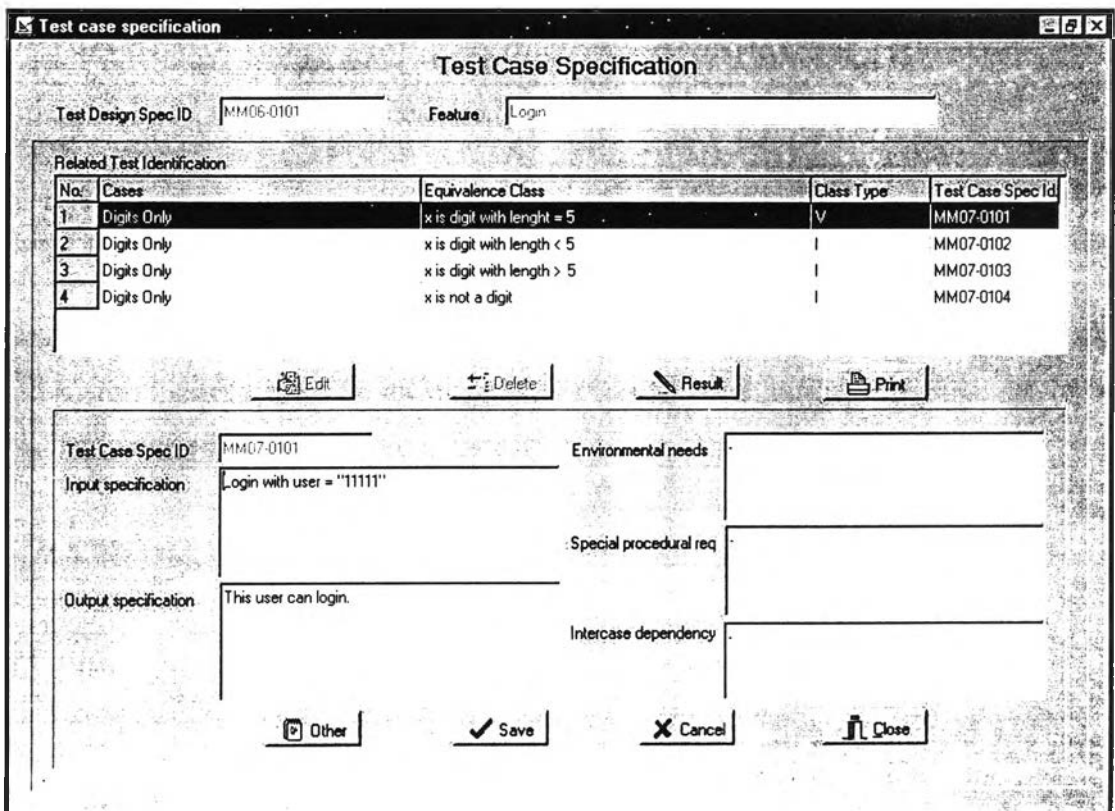 Test case specification
Test Case Specification
Test Design Spec ID MM06-0101 Feature Login
Related Test Identification
No. Cases Equivalence Class Class Type Test Case Spec Id.
1 Digits Only x is digit with lenght = 5 V MM07-0101
2 Digits Only x is digit with length < 5 I MM07-0102
3 Digits Only x is digit with length > 5 I MM07-0103
4 Digits Only x is not a digit I MM07-0104
Edit Delete Result Print
Test Case Spec ID MM07-0101 Environmental needs -
Input specification Login with user = "11111"
Special procedural req -
Output specification This user can login.
Intercase dependency .
Other Save Cancel Close